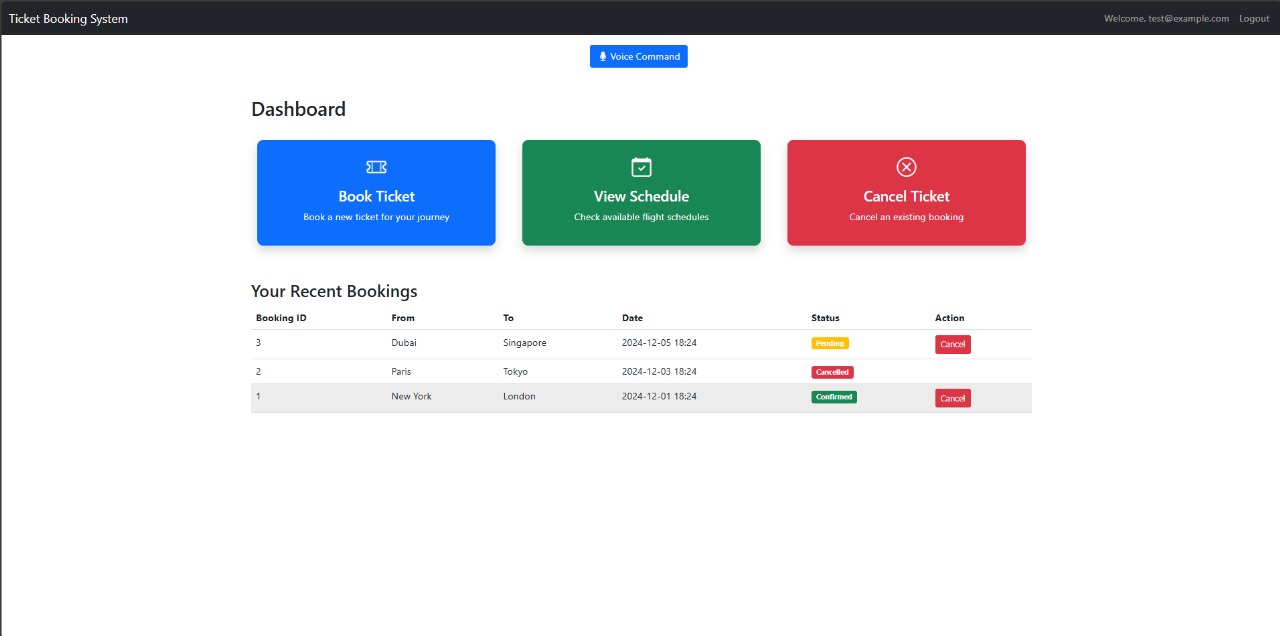 Ticket Booking System Welcome, test@example.com Logout
Voice Command
Dashboard
Book Ticket View Schedule Cancel Ticket
Book a new ticket for your journey Check available flight schedules Cancel an existing booking
Your Recent Bookings
Booking ID From To Date Status Action
3 Dubai Singapore 2024-12-05 18:24 Pending Cancel
2 Paris Tokyo 2024-12-03 18:24 Cancelled
1 New York London 2024-12-01 18:24 Confirmed Cancel